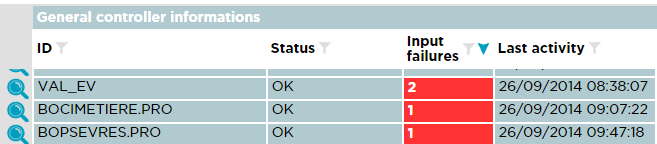 General controller informations
ID Status Input failures Last activity
VAL_EV OK 2 26/09/2014 08:38:07
BOCIMETIERE.PRO OK 1 26/09/2014 09:07:22
BOPSEVRES.PRO OK 1 26/09/2014 09:47:18